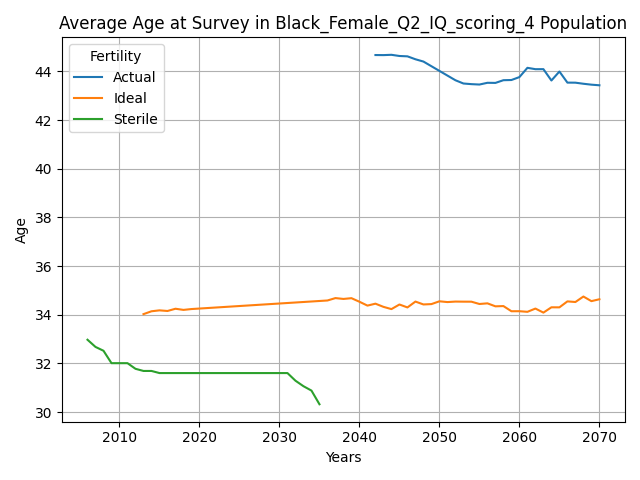 Average Age at Survey in Black_Female_Q2_IQ_scoring_4 Population
Fertility
Actual
Ideal
Sterile
Age
44
42
40
38
36
34
32
30
2010 2020 2030 2040 2050 2060 2070
Years